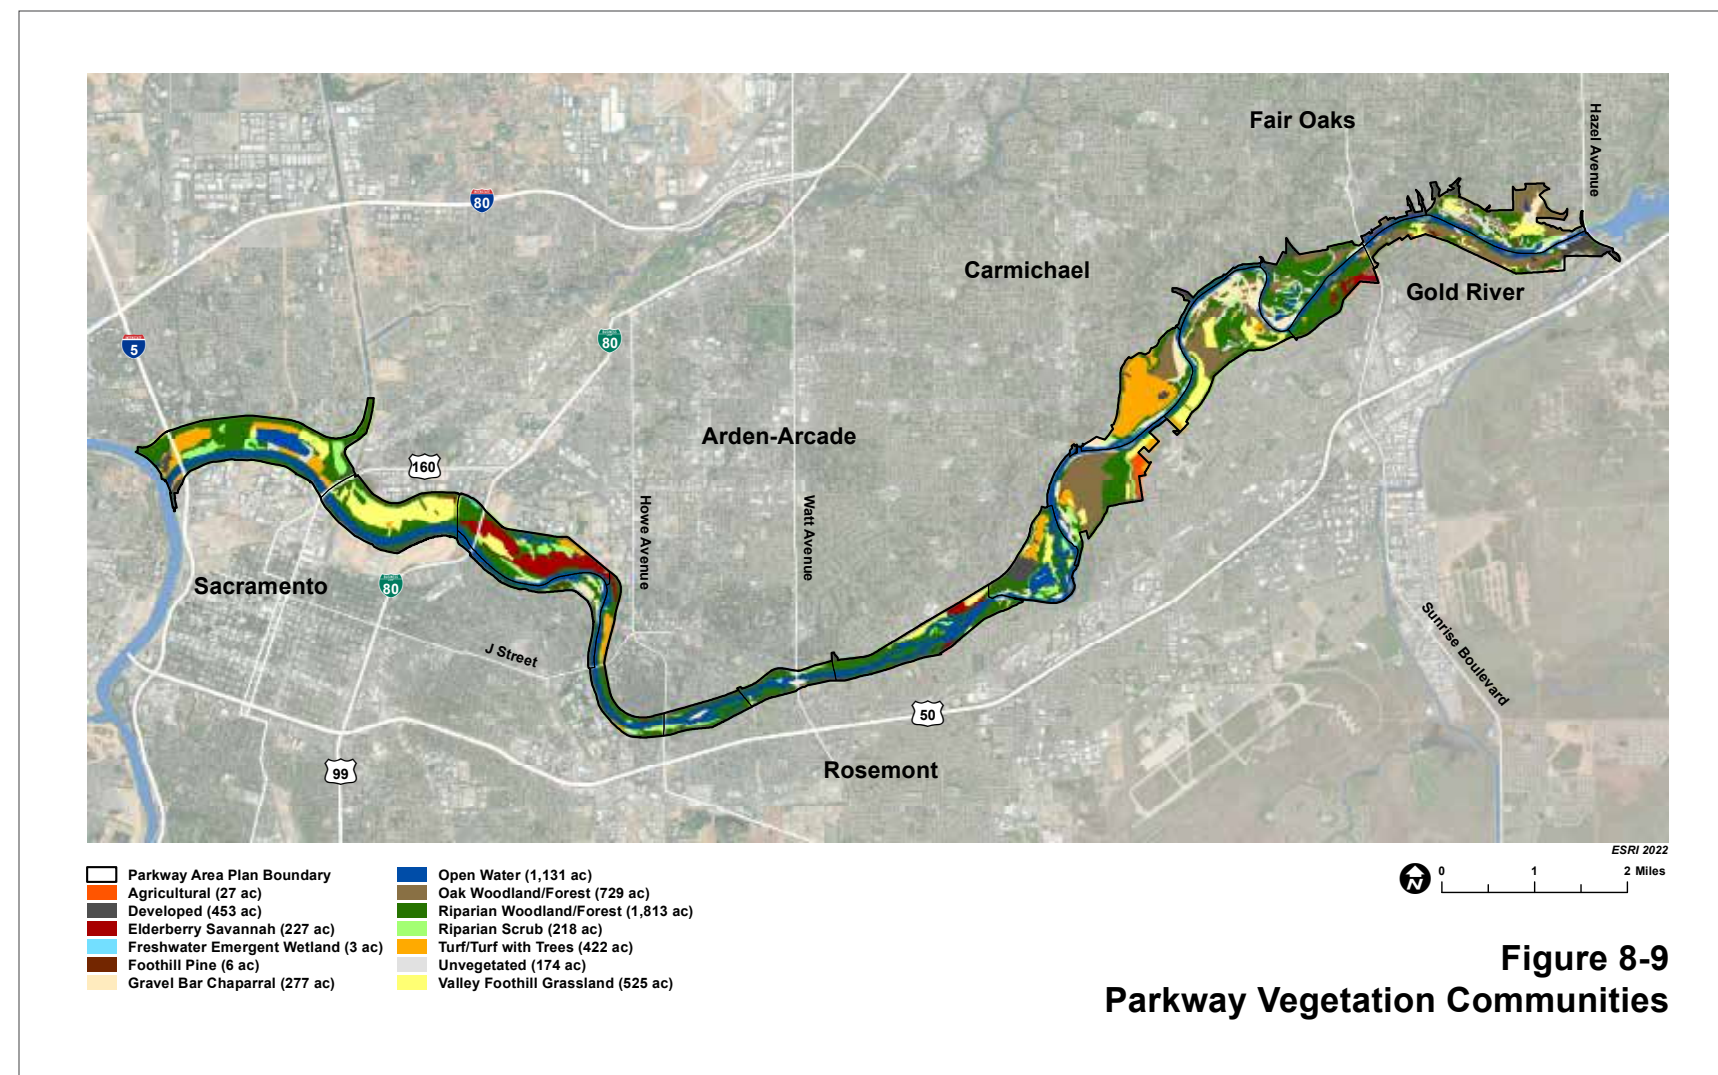 Fair Oaks
Hazel Avenue
80
Carmichael
Gold River
5
80
Arden-Arcade
160
Howe Avenue
Watt Avenue
Sacramento
80
J Street
Sunrise Boulevard
50
99
Rosemont
ESRI 2022
Parkway Area Plan Boundary
Agricultural (27 ac)
Developed (453 ac)
Elderberry Savannah (227 ac)
Freshwater Emergent Wetland (3 ac)
Foothill Pine (6 ac)
Gravel Bar Chaparral (277 ac)
Open Water (1,131 ac)
Oak Woodland/Forest (729 ac)
Riparian Woodland/Forest (1,813 ac)
Riparian Scrub (218 ac)
Turf/Turf with Trees (422 ac)
Unvegetated (174 ac)
Valley Foothill Grassland (525 ac)
N
0 1 2 Miles
Figure 8-9
Parkway Vegetation Communities